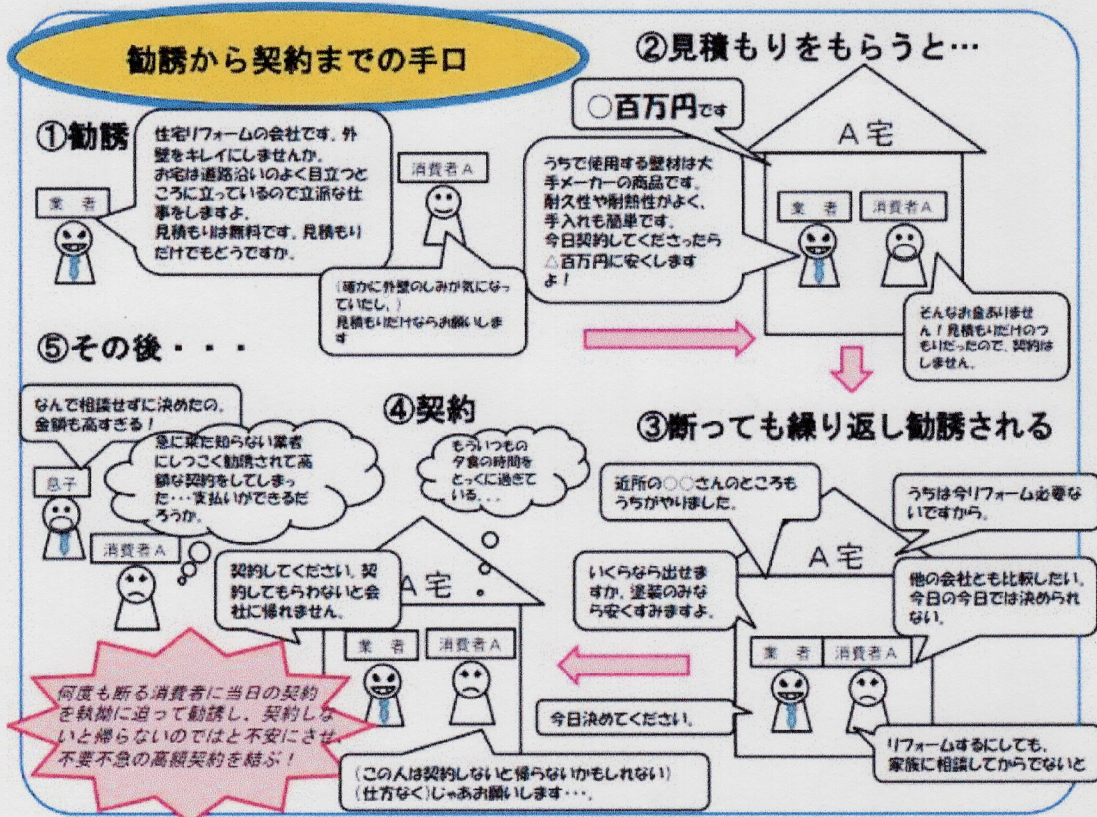 勧誘から契約までの手口
①勧誘
業　者
住宅リフォームの会社です。外
壁をキレイにしませんか。
お宅は道路沿いのよく目立つと
ころに立っているので立派な仕
事をしますよ。
見積もりは無料です。見積もり
だけでもどうですか。
消費者A
(確かに外壁のしみが気になっ
ていたし。)
見積もりだけならお願いしま
す
②見積もりをもらうと…
○百万円です
A宅
うちで使用する壁材は大
手メーカーの商品です。
耐久性や耐熱性がよく、
手入れも簡単です。
今日契約してくださったら
△百万円に安くします
よ！
業　者
消費者A
そんなお金ありませ
ん！見積もりだけのつ
もりだったので、契約は
しません。
③断っても繰り返し勧誘される
近所の○○さんのところも
うちがやりました。
うちは今リフォーム必要な
いですから。
A宅
いくらなら出せま
すか。塗装のみな
ら安くすみますよ。
他の会社とも比較したい。
今日の今日では決められ
ない。
業　者
消費者A
今日決めてください。
リフォームするにしても、
家族に相談してからでないと
④契約
もういつもの
夕食の時間を
とっくに過ぎて
いる．．．
契約してください。契
約してもらわないと会
社に帰れません。
A宅
業　者
消費者A
(この人は契約しないと帰らないかもしれない)
(仕方なく)じゃあお願いします・・・。
⑤その後・・・
なんで相談せずに決めたの。
金額も高すぎる！
息子
急に来た知らない業者
にしつこく勧誘されて高
額な契約をしてしまっ
た・・・支払いができるだ
ろうか。
消費者A
何度も断る消費者に当日の契約
を執拗に迫って勧誘し、契約しな
いと帰らないのではと不安にさせ、
不要不急の高額契約を結ぶ！